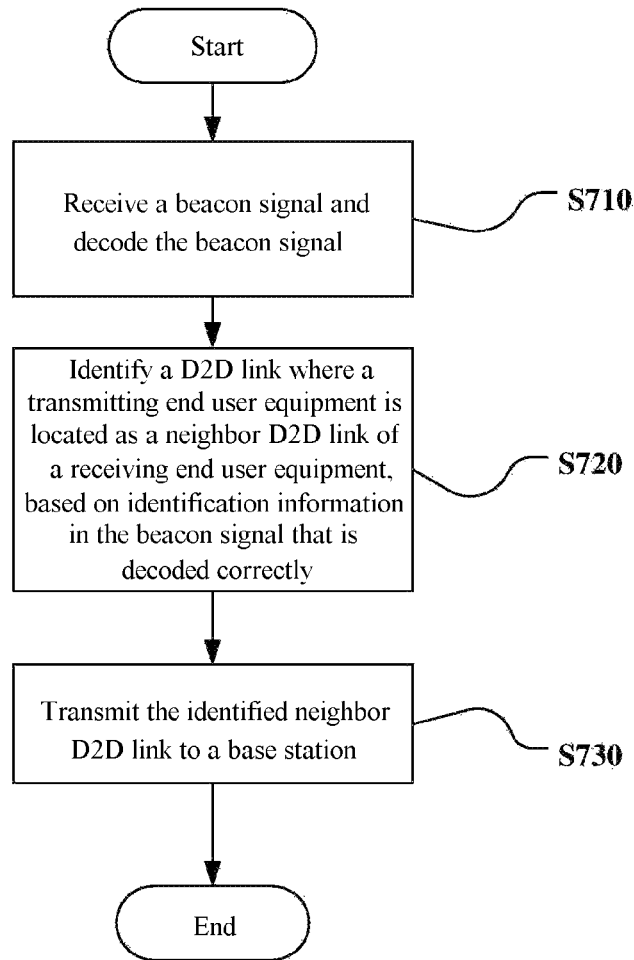 Start
Receive a beacon signal and
decode the beacon signal
S710
Identify a D2D link where a
transmitting end user equipment is
located as a neighbor D2D link of
a receiving end user equipment,
based on identification information
in the beacon signal that is
decoded correctly
S720
Transmit the identified neighbor
D2D link to a base station
S730
End